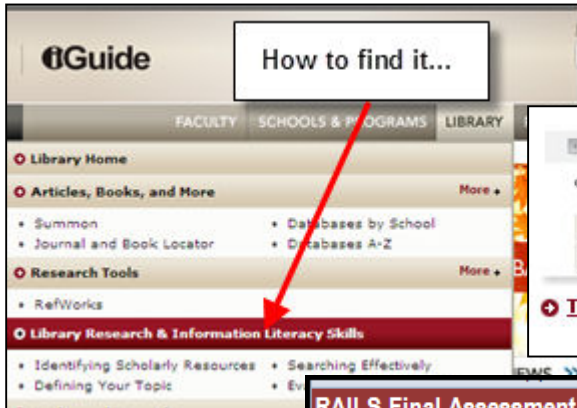 iGuide
How to find it...
FACULTY SCHOOLS & PROGRAMS LIBRARY
Library Home
Articles, Books, and More More
• Summon • Databases by School
• Journal and Book Locator • Databases A-Z
Research Tools More
• RefWorks
Library Research & Information Literacy Skills
• Identifying Scholarly Resources • Searching Effectively
• Defining Your Topic
RAILS Final Assessment